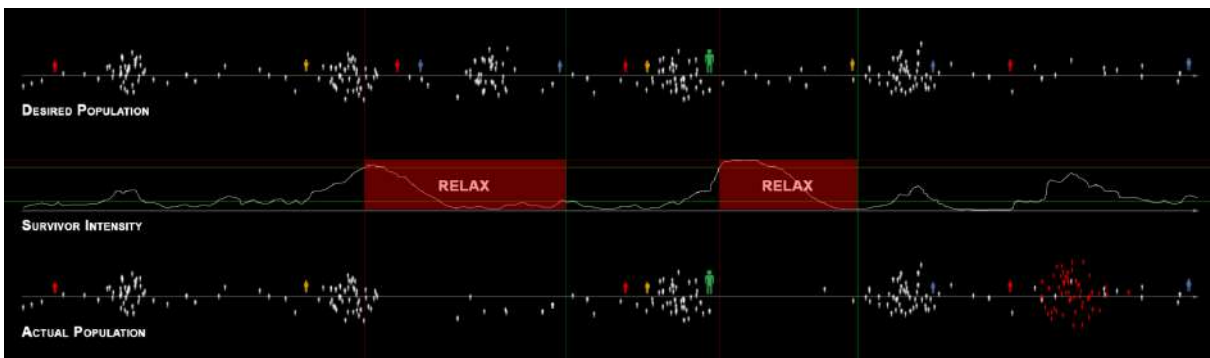 DESIRED POPULATION
RELAX
RELAX
SURVIVOR INTENSITY
ACTUAL POPULATION